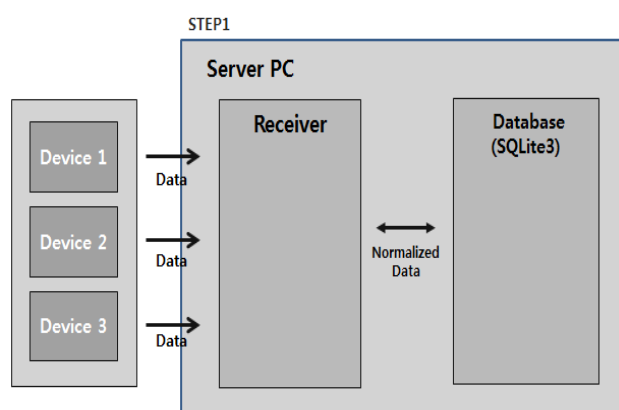 STEP1
Server PC
Receiver
Database
(SQLite3)
Device 1
Data
Device 2
Data
Device 3
Data
Normalized
Data